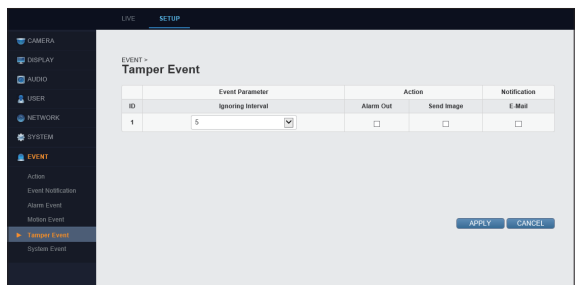 LIVE SETUP
CAMERA
DISPLAY
AUDIO
USER
NETWORK
SYSTEM
EVENT
Action
Event Notification
Alarm Event
Motion Event
Tamper Event
System Event
EVENT >
Tamper Event
Event Parameter Action Notification
ID Ignoring Interval Alarm Out Send Image E-Mail
1 5
APPLY CANCEL